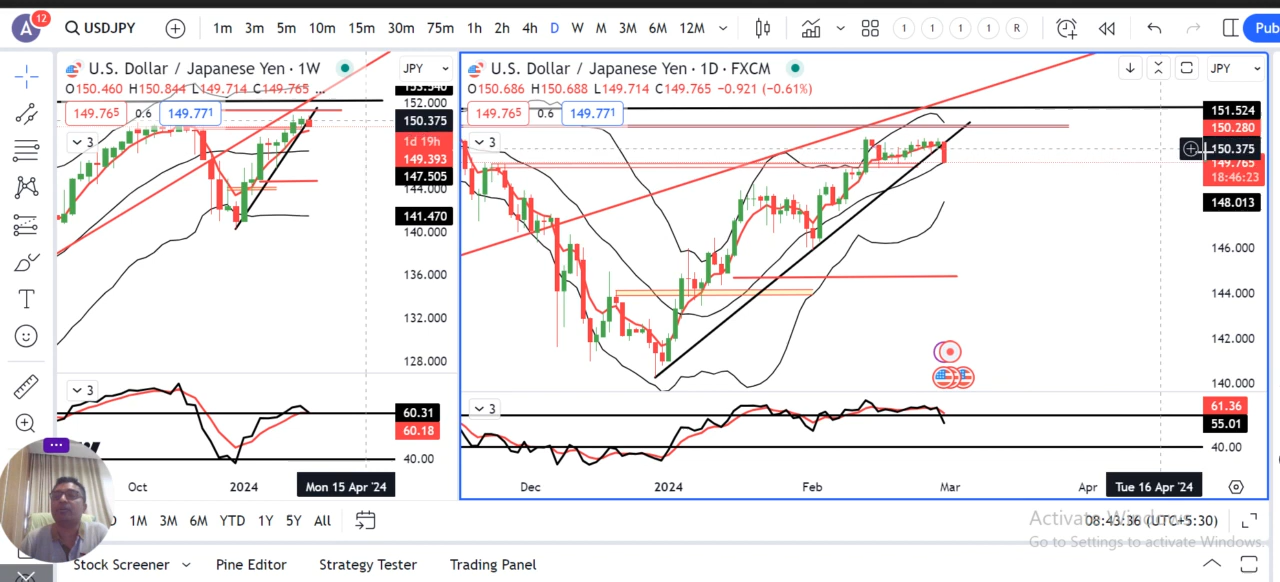 A 12 USDJPY 1m 3m 5m 10m 15m 30m 75m 1h 2h 4h D W M 3M 6M 12M 1 1 1 1 R Pub
U.S. Dollar / Japanese Yen · 1W JPY
O150.460 H150.844 L149.714 C149.765 ...
149.765 0.6 149.771
3
153.540
152.000
150.375
1d 19h
149.393
147.505
144.000
141.470
140.000
136.000
132.000
128.000
3
60.31
60.18
40.00
Oct 2024 Mon 15 Apr '24
U.S. Dollar / Japanese Yen · 1D · FXCM JPY
O150.686 H150.688 L149.714 C149.765 −0.921 (−0.61%)
149.765 0.6 149.771
3
151.524
150.280
150.375
149.765
18:46:23
148.013
146.000
144.000
142.000
140.000
3
61.36
55.01
40.00
Dec 2024 Feb Mar Apr Tue 16 Apr '24
D 1M 3M 6M YTD 1Y 5Y All 08:43:36 (UTC+5:30)
Activate Windows
Go to Settings to activate Windows.
Stock Screener Pine Editor Strategy Tester Trading Panel